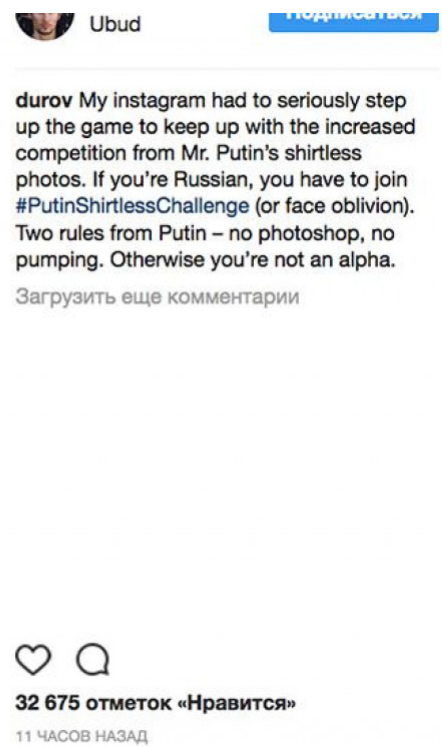 Подписаться
Ubud
durov My instagram had to seriously step
up the game to keep up with the increased
competition from Mr. Putin's shirtless
photos. If you're Russian, you have to join
#PutinShirtlessChallenge (or face oblivion).
Two rules from Putin – no photoshop, no
pumping. Otherwise you're not an alpha.
Загрузить еще комментарии
32 675 отметок «Нравится»
11 ЧАСОВ НАЗАД